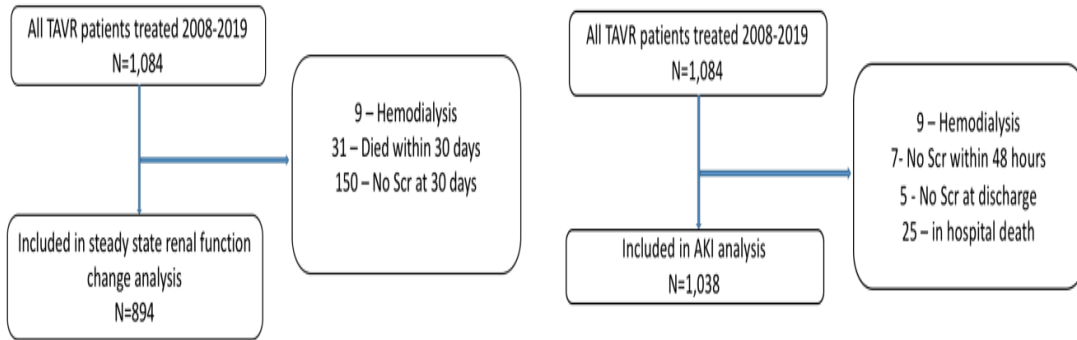 All TAVR patients treated 2008-2019
N=1,084
9 – Hemodialysis
31 – Died within 30 days
150 – No Scr at 30 days
Included in steady state renal function
change analysis
N=894
All TAVR patients treated 2008-2019
N=1,084
9 – Hemodialysis
7- No Scr within 48 hours
5 - No Scr at discharge
25 – in hospital death
Included in AKI analysis
N=1,038